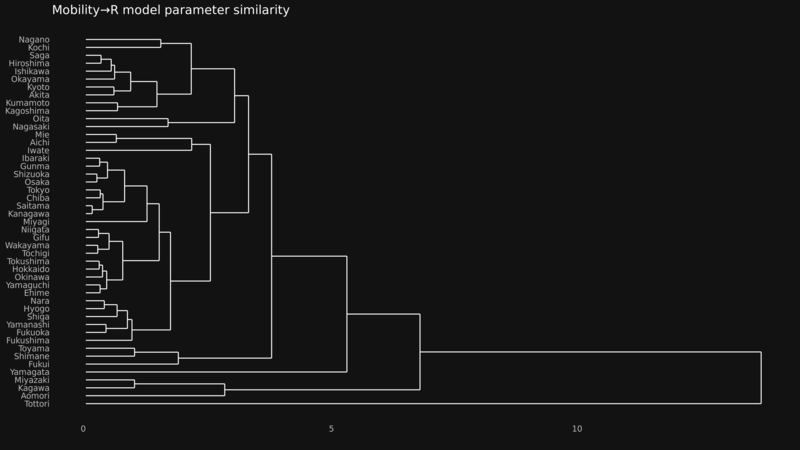 Mobility→R model parameter similarity
Nagano
Kochi
Saga
Hiroshima
Ishikawa
Okayama
Kyoto
Akita
Kumamoto
Kagoshima
Oita
Nagasaki
Mie
Aichi
Iwate
Ibaraki
Gunma
Shizuoka
Osaka
Tokyo
Chiba
Saitama
Kanagawa
Miyagi
Niigata
Gifu
Wakayama
Tochigi
Tokushima
Hokkaido
Okinawa
Yamaguchi
Ehime
Nara
Hyogo
Shiga
Yamanashi
Fukuoka
Fukushima
Toyama
Shimane
Fukui
Yamagata
Miyazaki
Kagawa
Aomori
Tottori
0 5 10